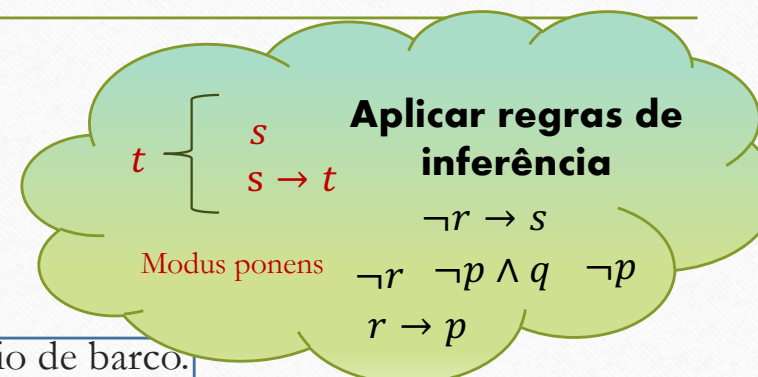 Aplicar regras de
inferência
t { s
s → t
Modus ponens
¬r → s
¬r ¬p ∧ q ¬p
r → p
de barco.